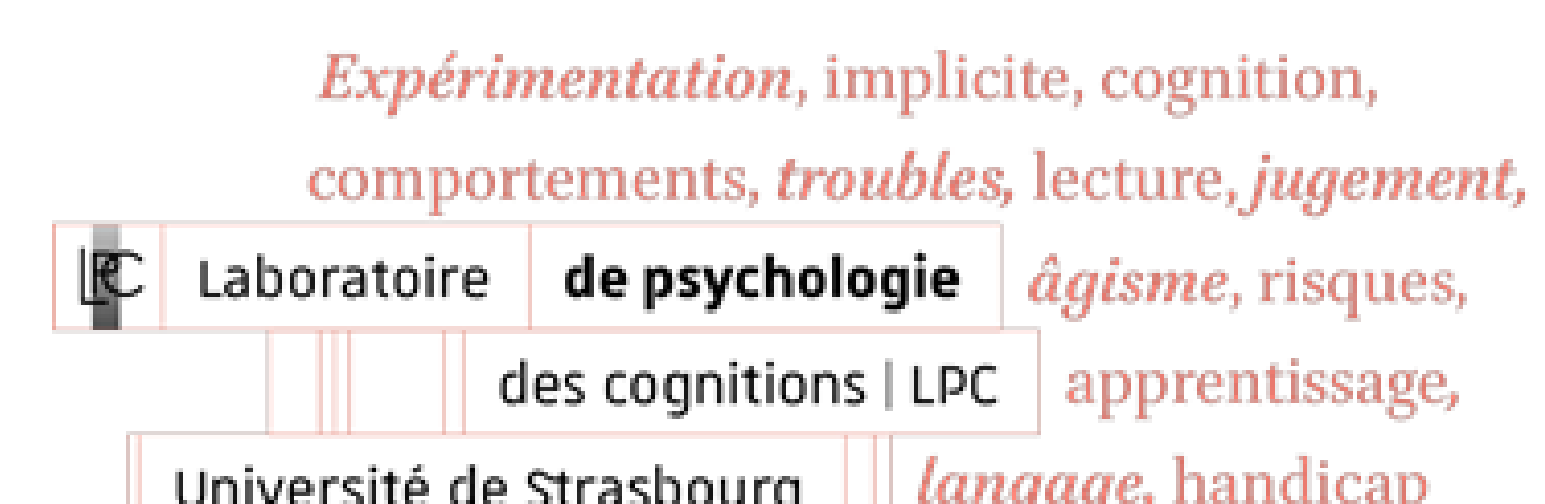 Expérimentation, implicite, cognition,
comportements, troubles, lecture, jugement,
LPC Laboratoire de psychologie âgisme, risques,
des cognitions | LPC apprentissage,
Université de Strasbourg langage, handicap